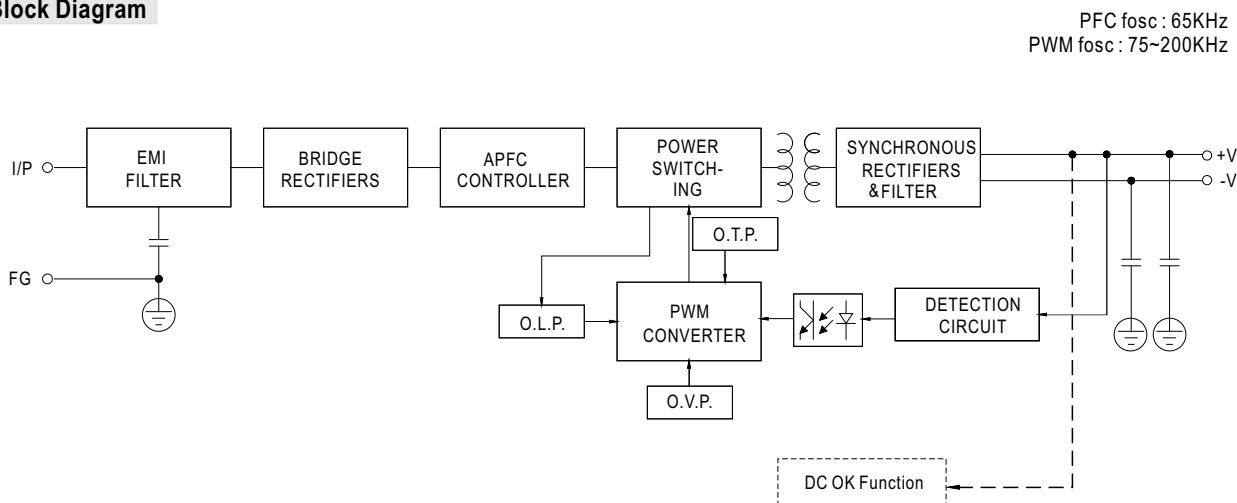 Block Diagram
PFC fosc : 65KHz
PWM fosc : 75~200KHz
I/P
EMI
FILTER
BRIDGE
RECTIFIERS
APFC
CONTROLLER
POWER
SWITCH-
ING
SYNCHRONOUS
RECTIFIERS
&FILTER
+V
-V
O.T.P.
FG
O.L.P.
PWM
CONVERTER
DETECTION
CIRCUIT
O.V.P.
DC OK Function